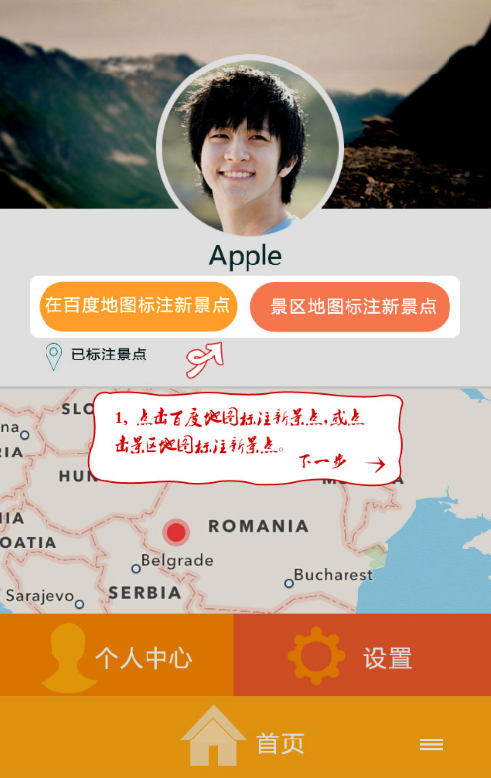 Apple
在百度地图标注新景点
景区地图标注新景点
已标注景点
SLO
1, 点击百度地图标注新景点,或点
击景区地图标注新景点。
下一步
na
IA
HUN
A
ROMANIA
IA
OATIA
Belgrade
Bucharest
Sarajevo
SERBIA
个人中心
设置
首页